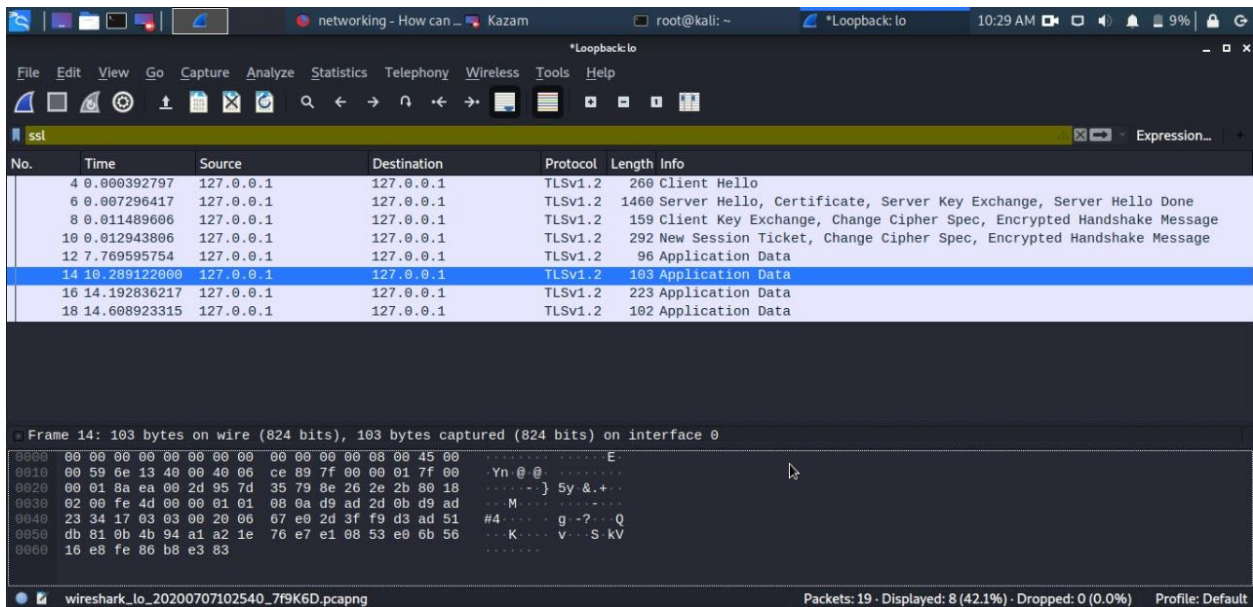 networking - How can ... Kazam root@kali: ~ *Loopback: lo 10:29 AM 9%
*Loopback: lo
File Edit View Go Capture Analyze Statistics Telephony Wireless Tools Help
ssl Expression...
No. Time Source Destination Protocol Length Info
4 0.000392797 127.0.0.1 127.0.0.1 TLSv1.2 260 Client Hello
6 0.007296417 127.0.0.1 127.0.0.1 TLSv1.2 1460 Server Hello, Certificate, Server Key Exchange, Server Hello Done
8 0.011489606 127.0.0.1 127.0.0.1 TLSv1.2 159 Client Key Exchange, Change Cipher Spec, Encrypted Handshake Message
10 0.012943806 127.0.0.1 127.0.0.1 TLSv1.2 292 New Session Ticket, Change Cipher Spec, Encrypted Handshake Message
12 7.769595754 127.0.0.1 127.0.0.1 TLSv1.2 96 Application Data
14 10.289122000 127.0.0.1 127.0.0.1 TLSv1.2 103 Application Data
16 14.192836217 127.0.0.1 127.0.0.1 TLSv1.2 223 Application Data
18 14.608923315 127.0.0.1 127.0.0.1 TLSv1.2 102 Application Data
Frame 14: 103 bytes on wire (824 bits), 103 bytes captured (824 bits) on interface 0
0000 00 00 00 00 00 00 00 00 00 00 00 00 08 00 45 00 ··············E·
0010 00 59 6e 13 40 00 40 06 ce 89 7f 00 00 01 7f 00 ·Yn·@·@·········
0020 00 01 8a ea 00 2d 95 7d 35 79 8e 26 2e 2b 80 18 ·····-·}5y·&.+··
0030 02 00 fe 4d 00 00 01 01 08 0a d9 ad 2d 0b d9 ad ···M········-···
0040 23 34 17 03 03 00 20 06 67 e0 2d 3f f9 d3 ad 51 #4···· ·g·-?···Q
0050 db 81 0b 4b 94 a1 a2 1e 76 e7 e1 08 53 e0 6b 56 ···K····v···S·kV
0060 16 e8 fe 86 b8 e3 83 ·······
wireshark_lo_20200707102540_7f9K6D.pcapng Packets: 19 · Displayed: 8 (42.1%) · Dropped: 0 (0.0%) Profile: Default